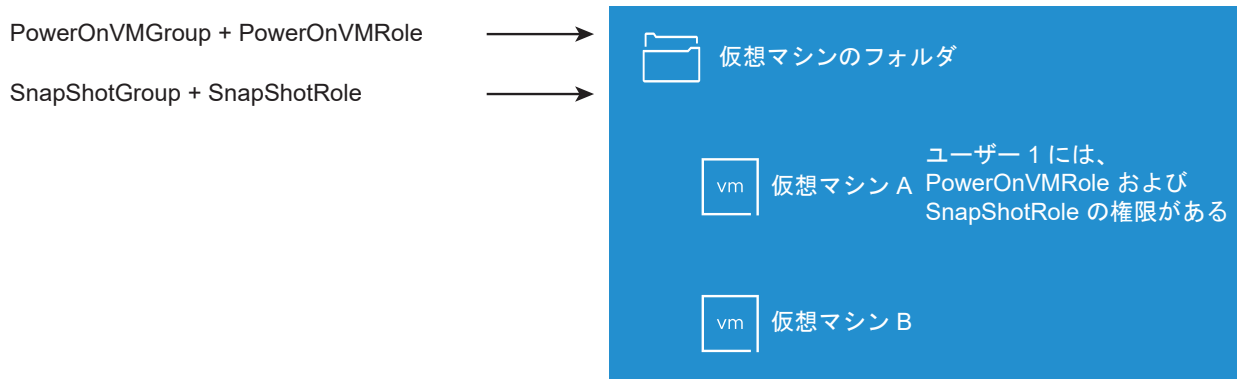 PowerOnVMGroup + PowerOnVMRole
SnapShotGroup + SnapShotRole
仮想マシンのフォルダ
vm
仮想マシン A
ユーザー 1 には、
PowerOnVMRole および
SnapShotRole の権限がある
vm
仮想マシン B